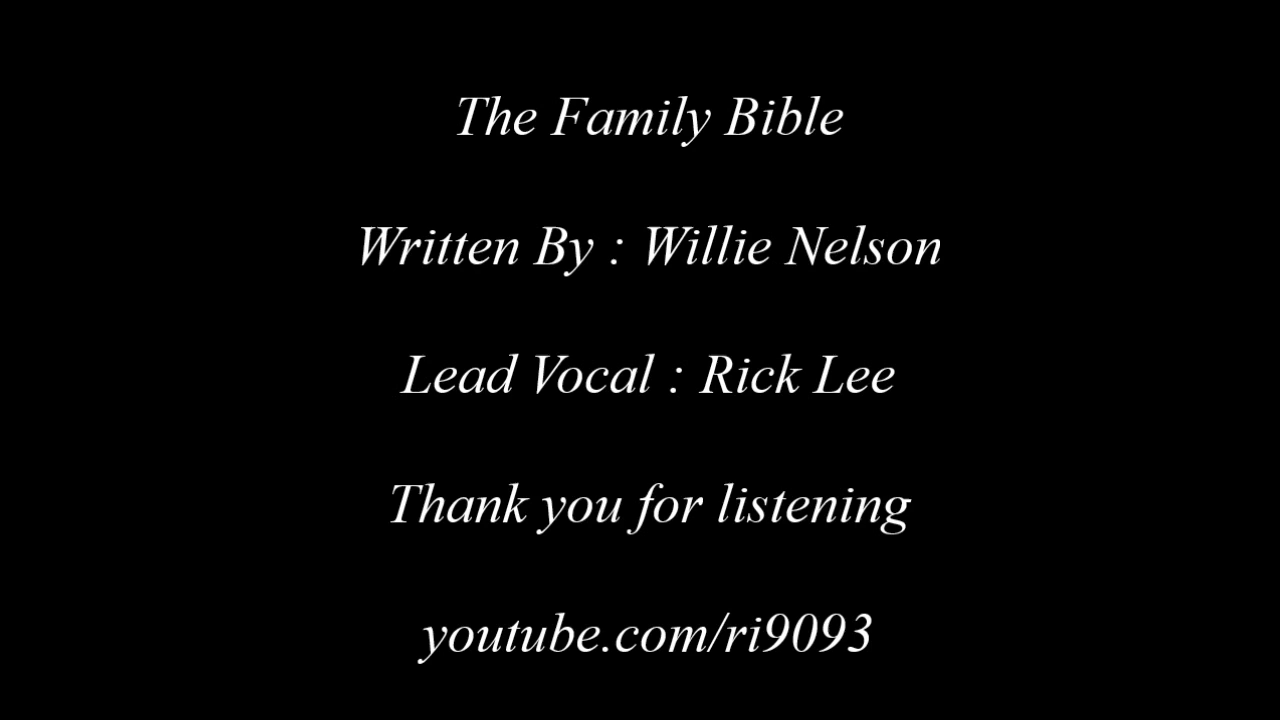 The Family Bible
Written By : Willie Nelson
Lead Vocal : Rick Lee
Thank you for listening
youtube.com/ri9093